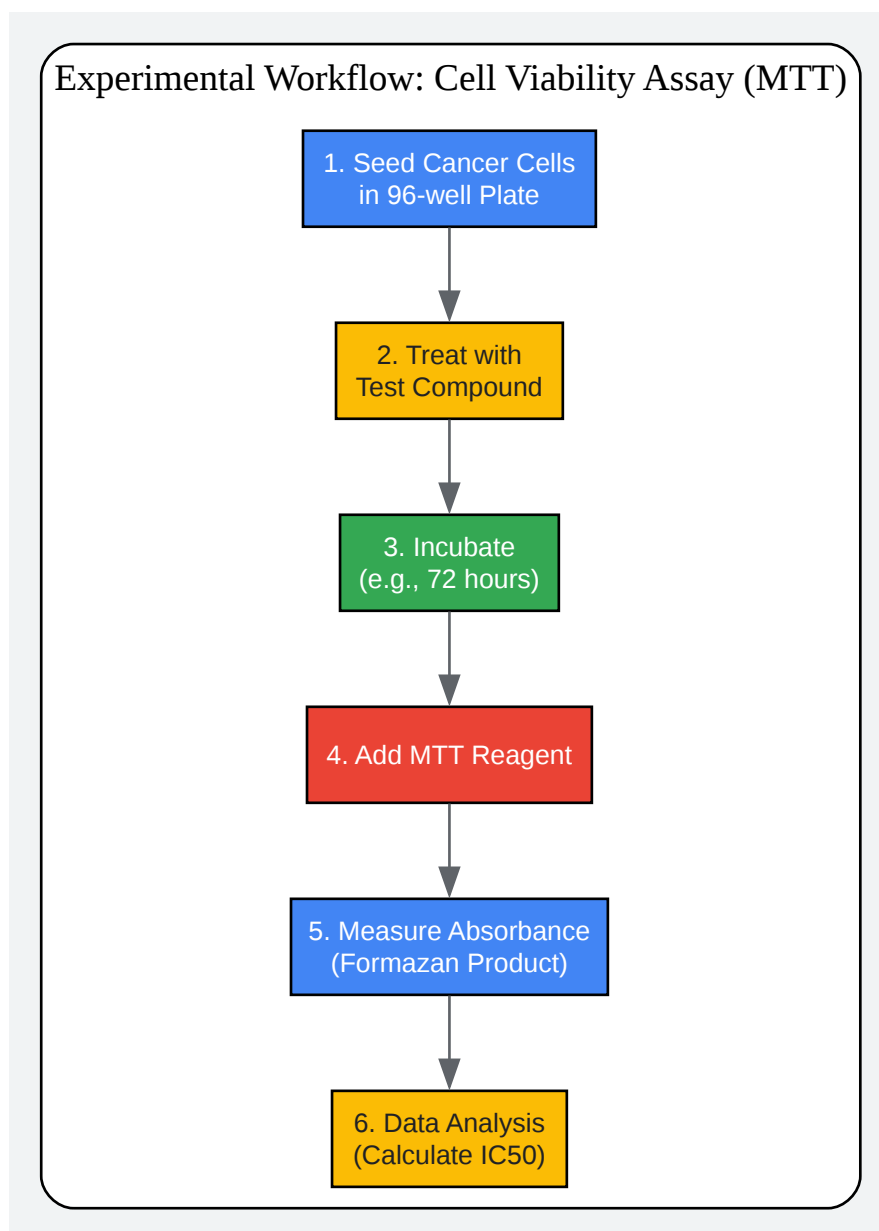 Experimental Workflow: Cell Viability Assay (MTT)
1. Seed Cancer Cells
in 96-well Plate
2. Treat with
Test Compound
3. Incubate
(e.g., 72 hours)
4. Add MTT Reagent
5. Measure Absorbance
(Formazan Product)
6. Data Analysis
(Calculate IC50)